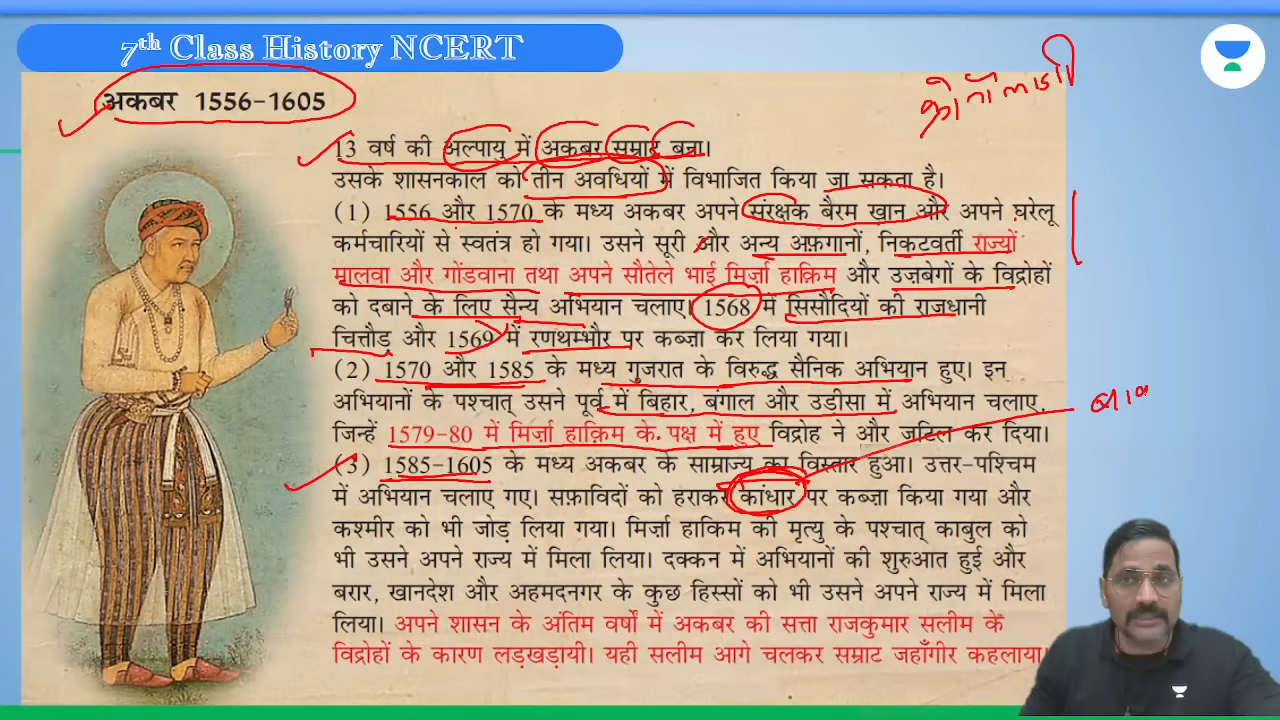 7th Class History NCERT
अकबर 1556-1605
13 वर्ष की अल्पायु में अकबर सम्राट बना।
उसके शासनकाल को तीन अवधियों में विभाजित किया जा सकता है।
(1) 1556 और 1570 के मध्य अकबर अपने संरक्षक बैरम ख़ान और अपने घरेलू
कर्मचारियों से स्वतंत्र हो गया। उसने सूरी और अन्य अफ़गानों, निकटवर्ती राज्यों
मालवा और गोंडवाना तथा अपने सौतेले भाई मिर्ज़ा हाक़िम और उज़बेगों के विद्रोहों
को दबाने के लिए सैन्य अभियान चलाए। 1568 में सिसौदियों की राजधानी
चित्तौड़ और 1569 में रणथम्भौर पर कब्ज़ा कर लिया गया।
(2) 1570 और 1585 के मध्य गुजरात के विरुद्ध सैनिक अभियान हुए। इन
अभियानों के पश्चात् उसने पूर्व में बिहार, बंगाल और उड़ीसा में अभियान चलाए,
जिन्हें 1579-80 में मिर्ज़ा हाक़िम के पक्ष में हुए विद्रोह ने और जटिल कर दिया।
(3) 1585-1605 के मध्य अकबर के साम्राज्य का विस्तार हुआ। उत्तर-पश्चिम
में अभियान चलाए गए। सफ़ाविदों को हराकर कांधार पर कब्ज़ा किया गया और
कश्मीर को भी जोड़ लिया गया। मिर्ज़ा हाकिम की मृत्यु के पश्चात् काबुल को
भी उसने अपने राज्य में मिला लिया। दक्कन में अभियानों की शुरुआत हुई और
बरार, खानदेश और अहमदनगर के कुछ हिस्सों को भी उसने अपने राज्य में मिला
लिया। अपने शासन के अंतिम वर्षों में अकबर की सत्ता राजकुमार सलीम के
विद्रोहों के कारण लड़खड़ायी। यही सलीम आगे चलकर सम्राट जहाँगीर कहलाया।